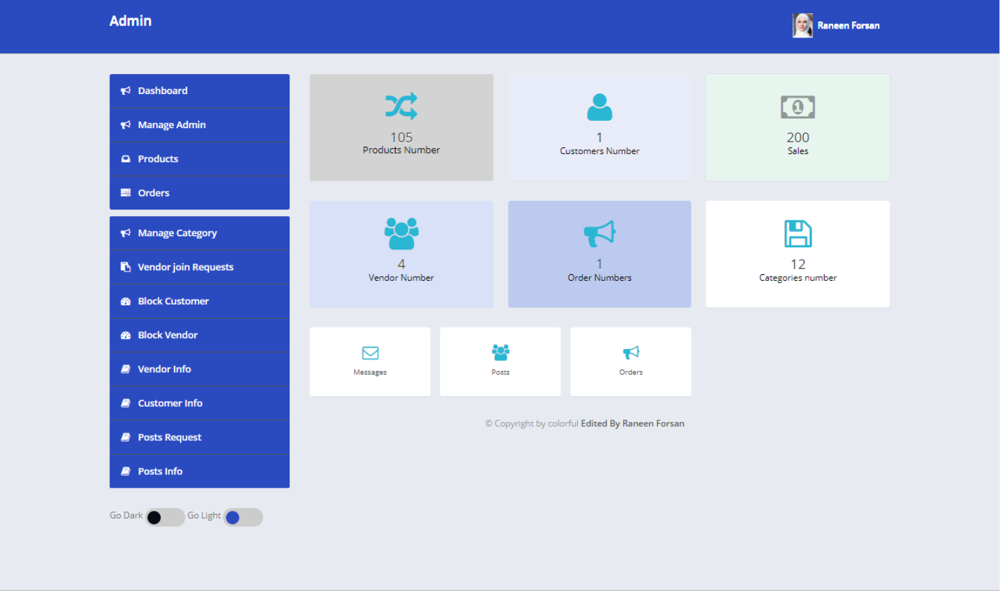 Admin
Raneen Forsan
Dashboard
Manage Admin
Products
Orders
Manage Category
Vendor join Requests
Block Customer
Block Vendor
Vendor Info
Customer Info
Posts Request
Posts Info
Go Dark
Go Light
105
Products Number
1
Customers Number
1
200
Sales
4
Vendor Number
1
Order Numbers
12
Categories number
Messages
Posts
Orders
© Copyright by colorful Edited By Raneen Forsan